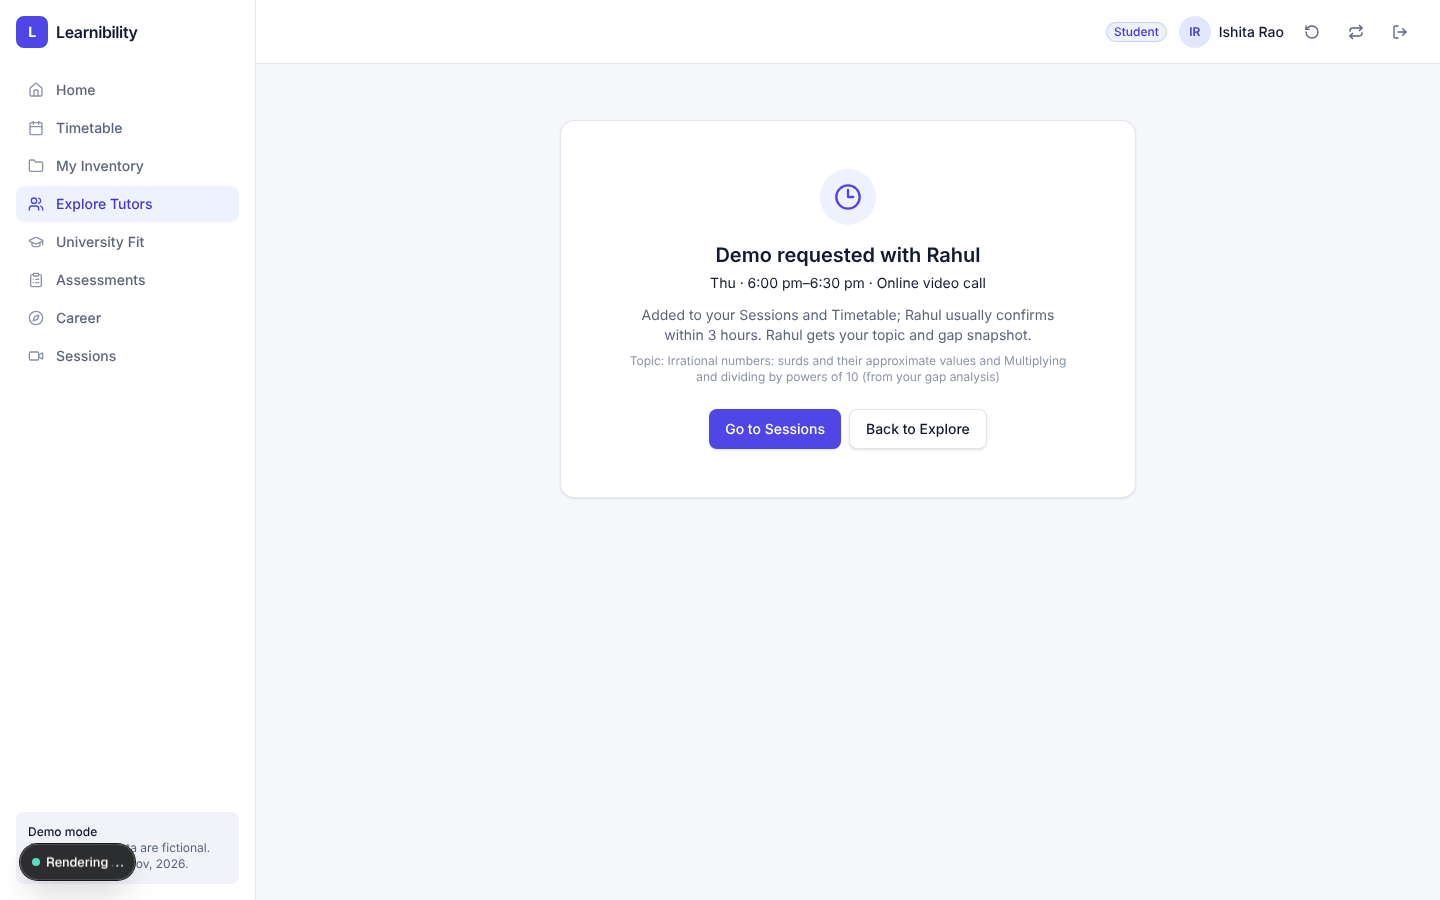 L Learnibility
Student
IR
Ishita Rao
Home
Timetable
My Inventory
Explore Tutors
University Fit
Assessments
Career
Sessions
Demo requested with Rahul
Thu · 6:00 pm–6:30 pm · Online video call
Added to your Sessions and Timetable; Rahul usually confirms
within 3 hours. Rahul gets your topic and gap snapshot.
Topic: Irrational numbers: surds and their approximate values and Multiplying
and dividing by powers of 10 (from your gap analysis)
Go to Sessions
Back to Explore
Demo mode
are fictional.
2026.
Rendering ...